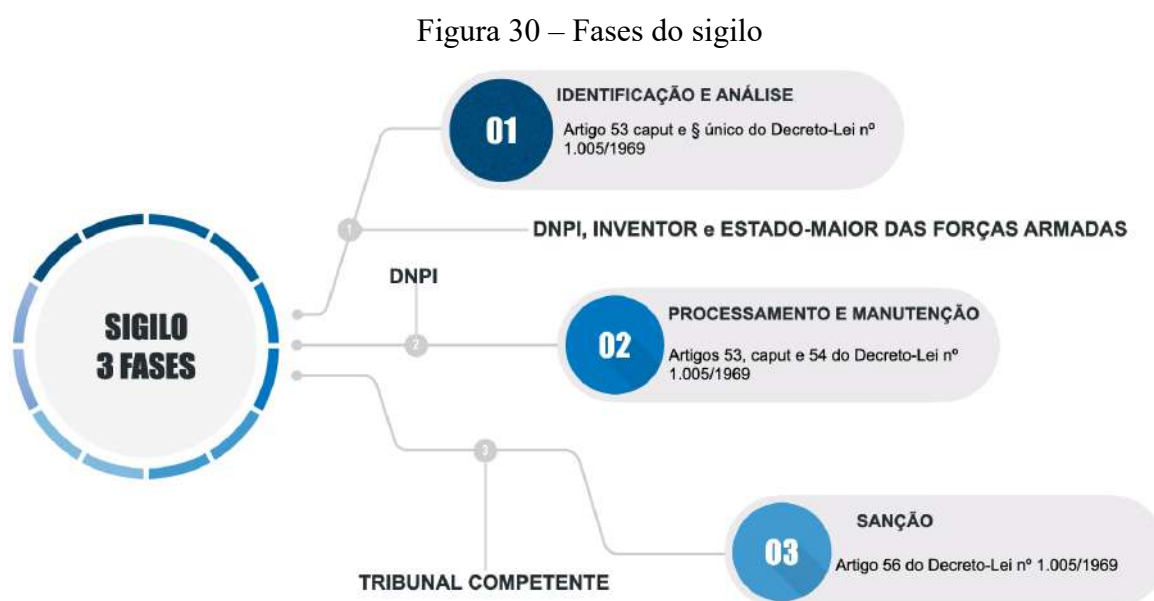 Figura 30 – Fases do sigilo
SIGILO
3 FASES
01
IDENTIFICAÇÃO E ANÁLISE
Artigo 53 caput e § único do Decreto-Lei nº
1.005/1969
1
DNPI, INVENTOR e ESTADO-MAIOR DAS FORÇAS ARMADAS
DNPI
2
02
PROCESSAMENTO E MANUTENÇÃO
Artigos 53, caput e 54 do Decreto-Lei nº
1.005/1969
3
TRIBUNAL COMPETENTE
03
SANÇÃO
Artigo 56 do Decreto-Lei nº 1.005/1969